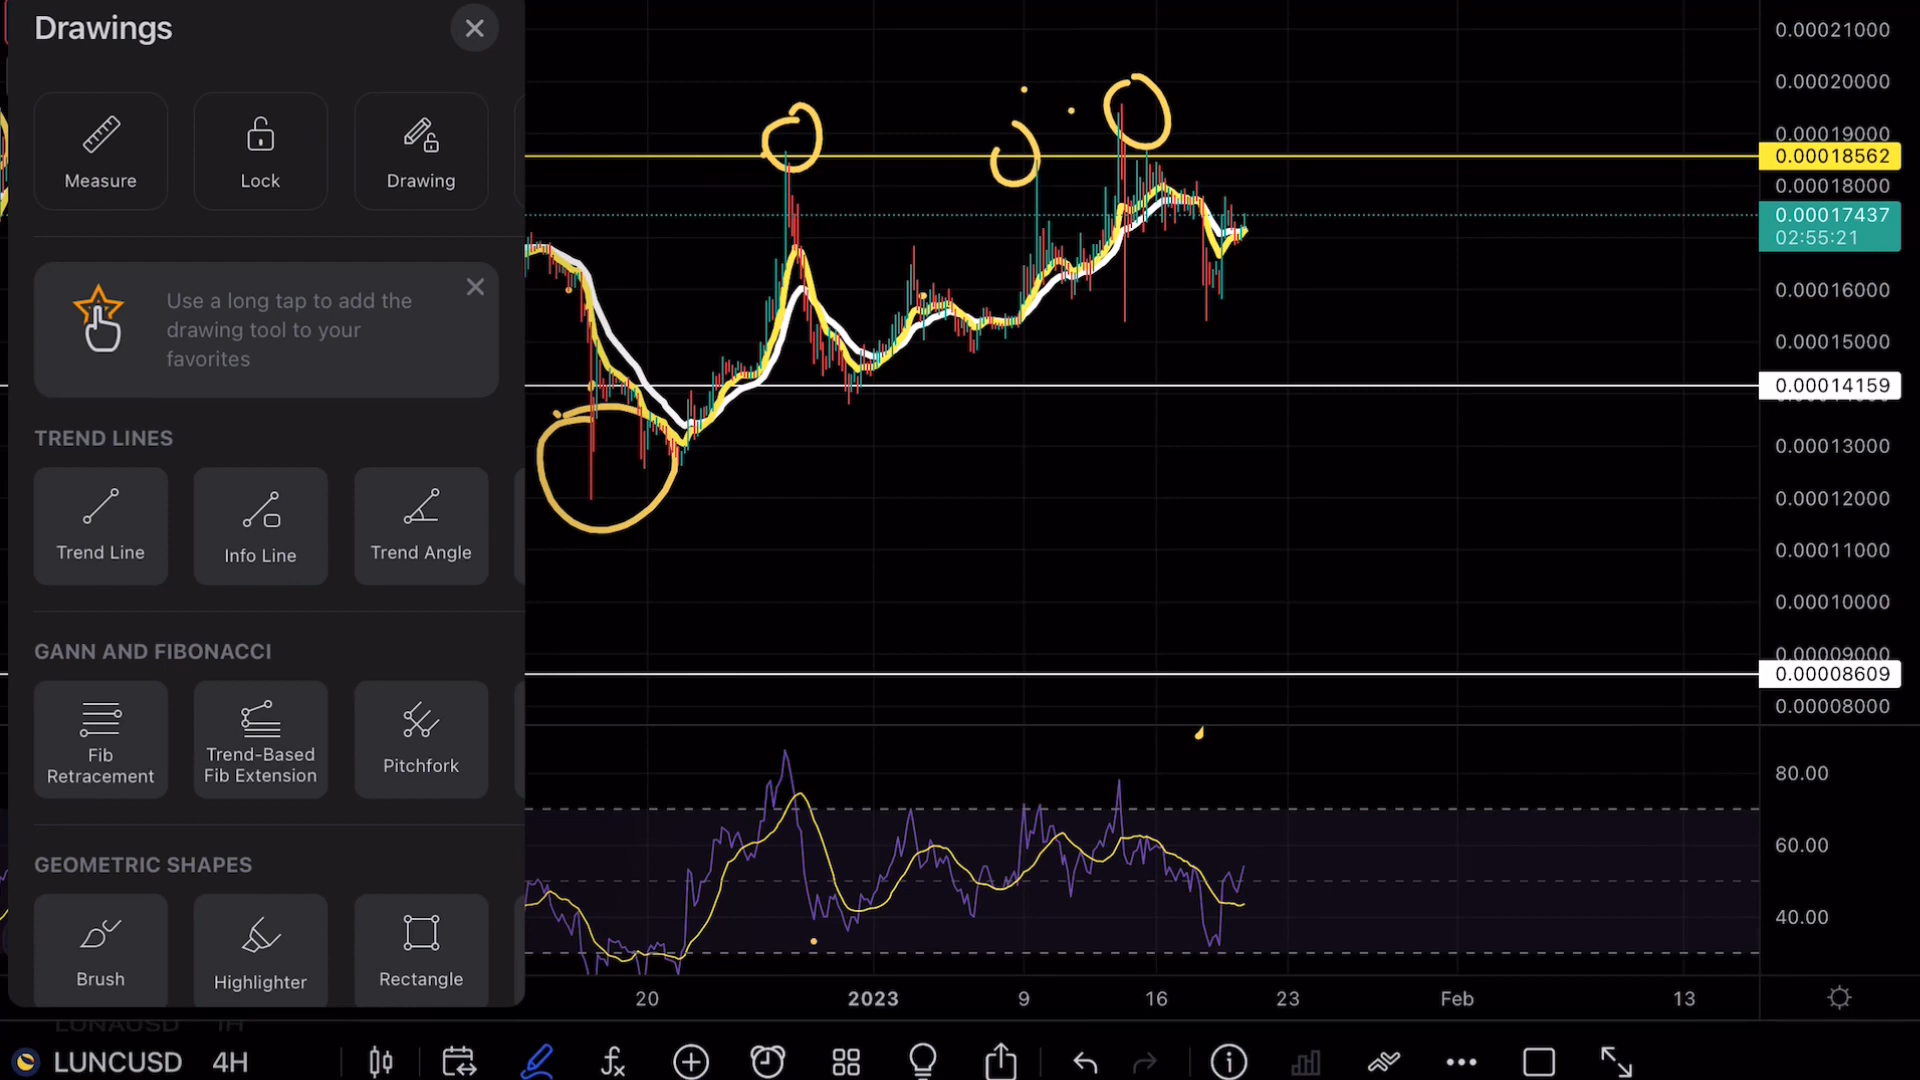 Drawings
Measure
Lock
Drawing
Use a long tap to add the
drawing tool to your
favorites
TREND LINES
Trend Line
Info Line
Trend Angle
GANN AND FIBONACCI
Fib
Retracement
Trend-Based
Fib Extension
Pitchfork
GEOMETRIC SHAPES
Brush
Highlighter
Rectangle
0.00021000
0.00020000
0.00019000
0.00018562
0.00018000
0.00017437
02:55:21
0.00016000
0.00015000
0.00014159
0.00013000
0.00012000
0.00011000
0.00010000
0.00009000
0.00008609
0.00008000
80.00
60.00
40.00
20
2023
9
16
23
Feb
13
LUNAUSD 1H
LUNCUSD 4H